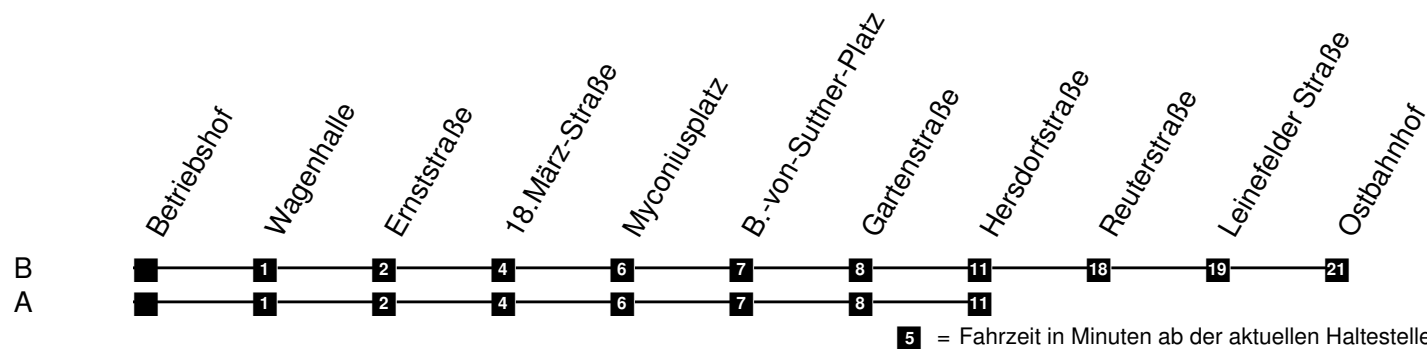 Betriebshof
Wagenhalle
Ernststraße
18.März-Straße
Myconiusplatz
B.-von-Suttner-Platz
Gartenstraße
Hersdorfstraße
Reuterstraße
Leinefelder Straße
Ostbahnhof
B 1 2 4 6 7 8 11 18 19 21
A 1 2 4 6 7 8 11
5 = Fahrzeit in Minuten ab der aktuellen Haltestelle